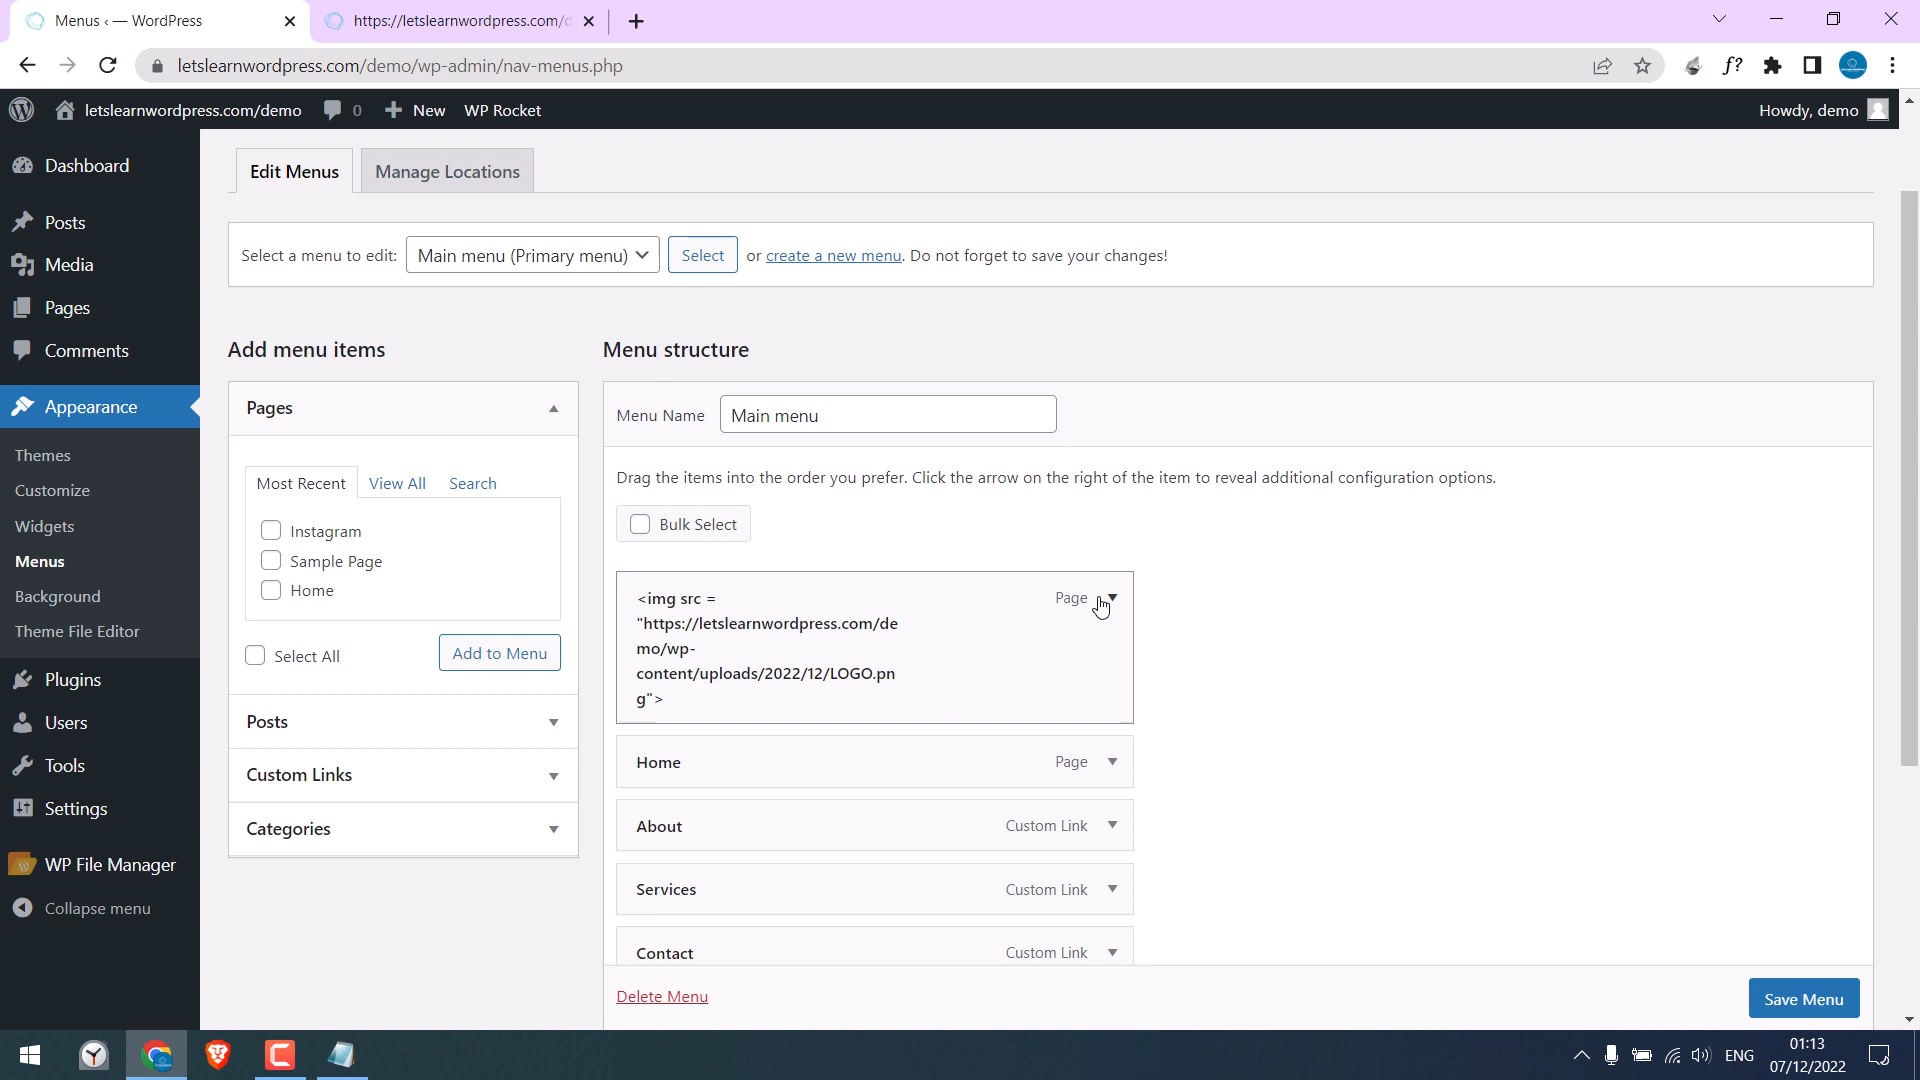 Menus ‹ — WordPress
https://letslearnwordpress.com/d
letslearnwordpress.com/demo/wp-admin/nav-menus.php
f?
letslearnwordpress.com/demo
0
New
WP Rocket
Howdy, demo
Dashboard
Posts
Media
Pages
Comments
Appearance
Themes
Customize
Widgets
Menus
Background
Theme File Editor
Plugins
Users
Tools
Settings
WP File Manager
Collapse menu
Edit Menus
Manage Locations
Select a menu to edit: Main menu (Primary menu) Select or create a new menu. Do not forget to save your changes!
Add menu items
Pages
Most Recent View All Search
Instagram
Sample Page
Home
Select All
Add to Menu
Posts
Custom Links
Categories
Menu structure
Menu Name Main menu
Drag the items into the order you prefer. Click the arrow on the right of the item to reveal additional configuration options.
Bulk Select
<img src =
"https://letslearnwordpress.com/de
mo/wp-
content/uploads/2022/12/LOGO.pn
g">
Page
Home Page
About Custom Link
Services Custom Link
Contact Custom Link
Delete Menu
Save Menu
ENG
01:13
07/12/2022